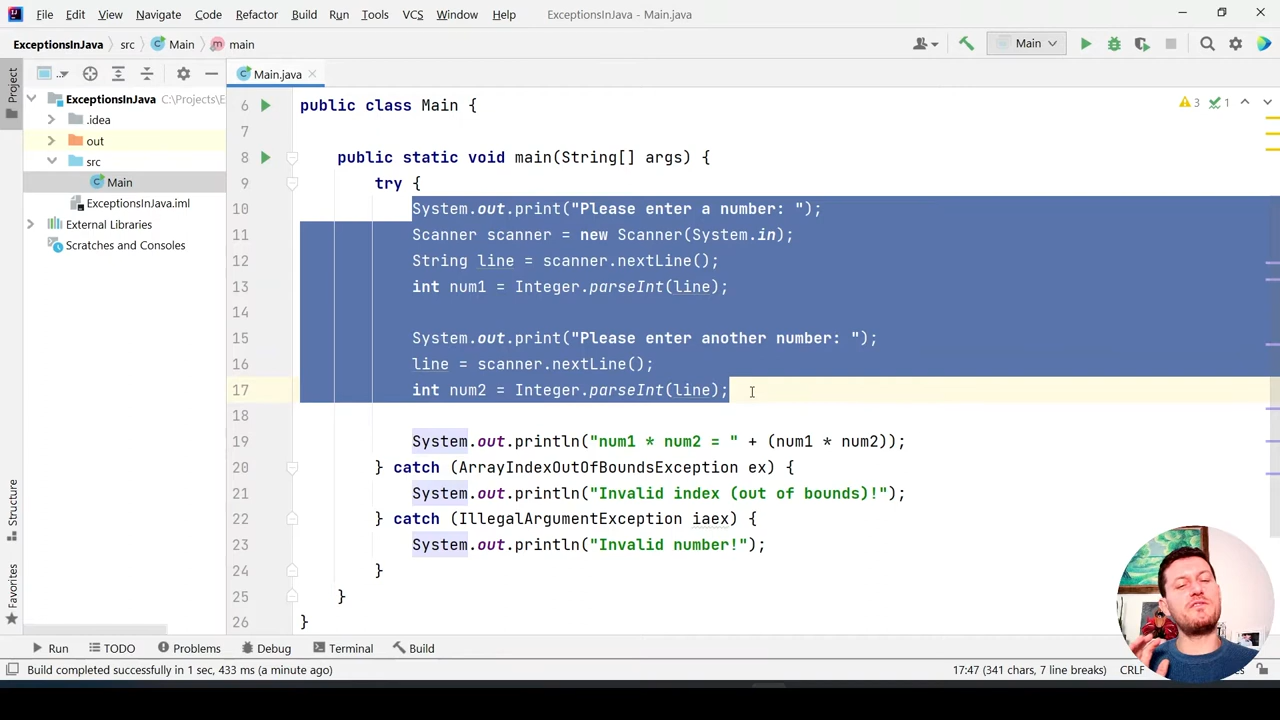 File Edit View Navigate Code Refactor Build Run Tools VCS Window Help ExceptionsInJava - Main.java
ExceptionsInJava src Main main Main
Project
Main.java
ExceptionsInJava C:\Projects\E
.idea
out
src
Main
ExceptionsInJava.iml
External Libraries
Scratches and Consoles
3 1
6 public class Main {
7
8 public static void main(String[] args) {
9 try {
10 System.out.print("Please enter a number: ");
11 Scanner scanner = new Scanner(System.in);
12 String line = scanner.nextLine();
13 int num1 = Integer.parseInt(line);
14
15 System.out.print("Please enter another number: ");
16 line = scanner.nextLine();
17 int num2 = Integer.parseInt(line);
18
19 System.out.println("num1 * num2 = " + (num1 * num2));
20 } catch (ArrayIndexOutOfBoundsException ex) {
21 System.out.println("Invalid index (out of bounds)!");
22 } catch (IllegalArgumentException iaex) {
23 System.out.println("Invalid number!");
24 }
25 }
26 }
Structure
Favorites
Run TODO Problems Debug Terminal Build
Build completed successfully in 1 sec, 433 ms (a minute ago) 17:47 (341 chars, 7 line breaks) CRLF